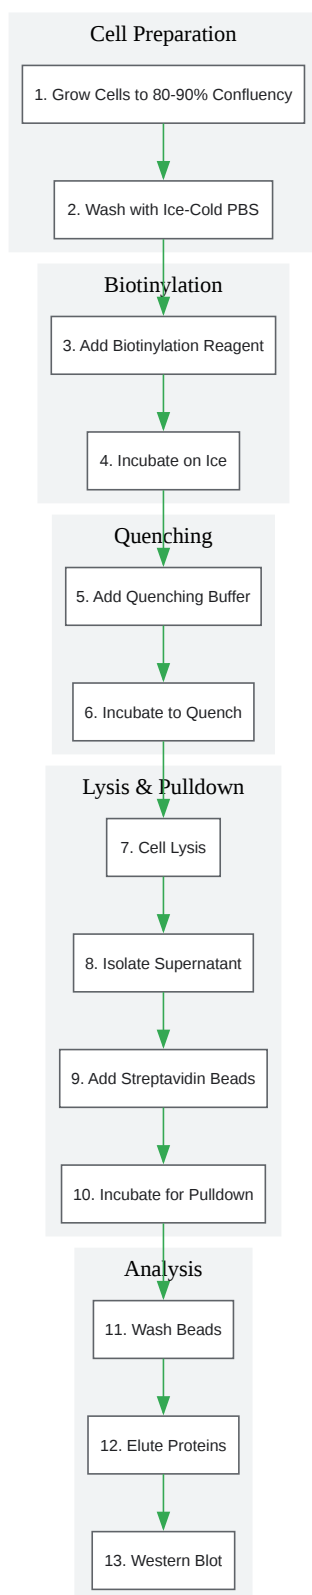 Cell Preparation
1. Grow Cells to 80-90% Confluency
2. Wash with Ice-Cold PBS
Biotinylation
3. Add Biotinylation Reagent
4. Incubate on Ice
Quenching
5. Add Quenching Buffer
6. Incubate to Quench
Lysis & Pulldown
7. Cell Lysis
8. Isolate Supernatant
9. Add Streptavidin Beads
10. Incubate for Pulldown
Analysis
11. Wash Beads
12. Elute Proteins
13. Western Blot